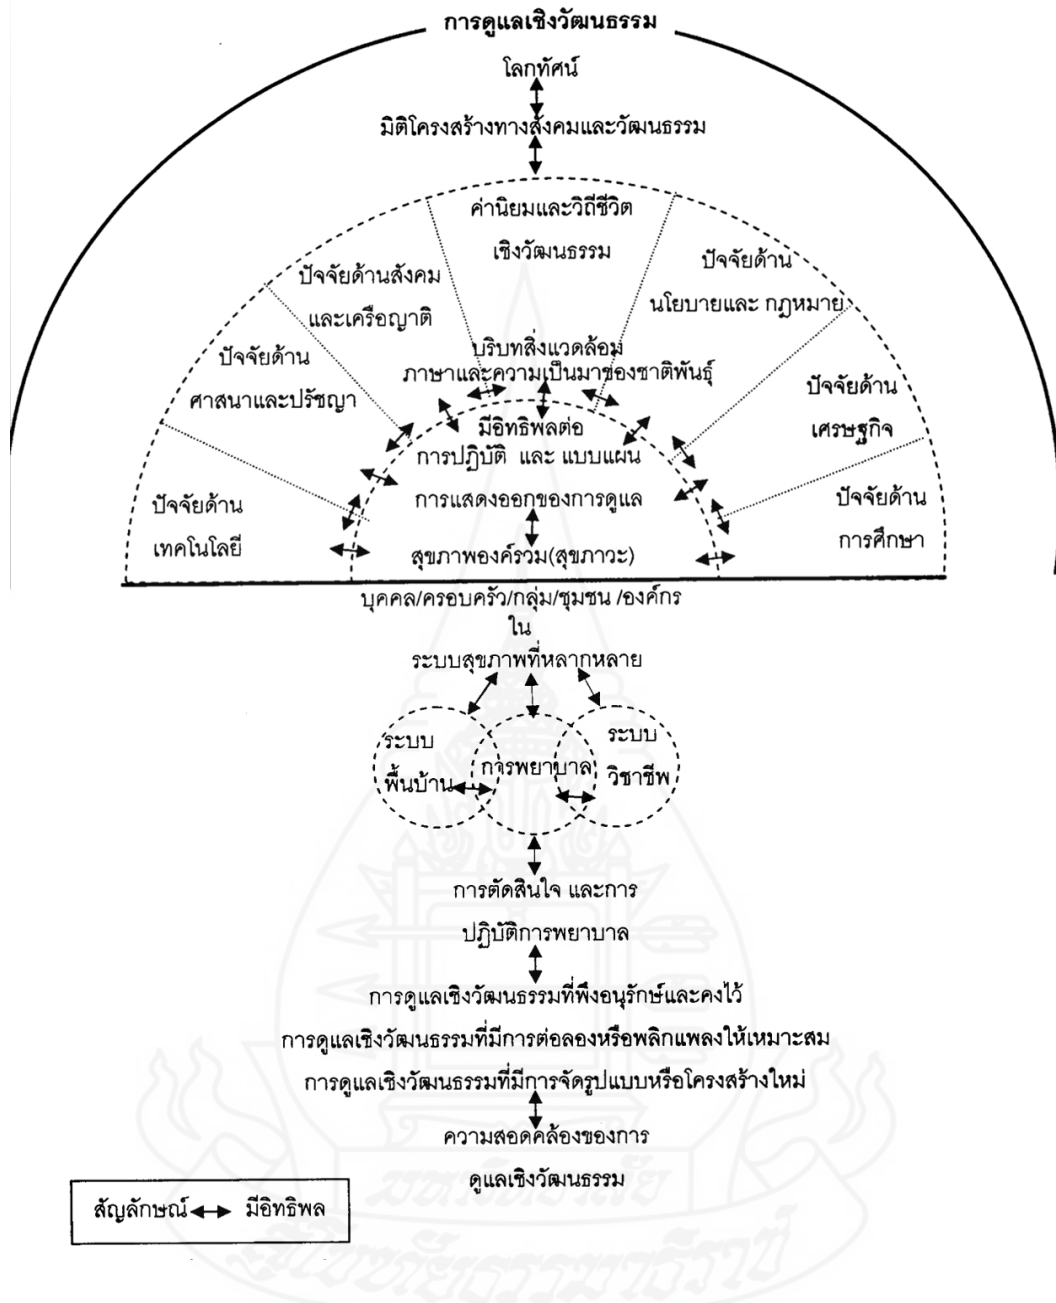 การดูแลเชิงวัฒนธรรม
โลกทัศน์
มิติโครงสร้างทางสังคมและวัฒนธรรม
ค่านิยมและวิถีชีวิต
เชิงวัฒนธรรม
ปัจจัยด้านสังคม
และเครือญาติ
ปัจจัยด้าน
นโยบายและ กฎหมาย
ปัจจัยด้าน
ศาสนาและปรัชญา
ปัจจัยด้าน
เศรษฐกิจ
ปัจจัยด้าน
เทคโนโลยี
ปัจจัยด้าน
การศึกษา
บริบทสิ่งแวดล้อม
ภาษาและความเป็นมาของชาติพันธุ์
มีอิทธิพลต่อ
การปฏิบัติ และ แบบแผน
การแสดงออกของการดูแล
สุขภาพองค์รวม(สุขภาวะ)
บุคคล/ครอบครัว/กลุ่ม/ชุมชน /องค์กร
ใน
ระบบสุขภาพที่หลากหลาย
ระบบ
พื้นบ้าน
การพยาบาล
ระบบ
วิชาชีพ
การตัดสินใจ และการ
ปฏิบัติการพยาบาล
การดูแลเชิงวัฒนธรรมที่พึงอนุรักษ์และคงไว้
การดูแลเชิงวัฒนธรรมที่มีการต่อลองหรือพลิกแพลงให้เหมาะสม
การดูแลเชิงวัฒนธรรมที่มีการจัดรูปแบบหรือโครงสร้างใหม่
ความสอดคล้องของการ
ดูแลเชิงวัฒนธรรม
สัญลักษณ์ ↔ มีอิทธิพล
มหาวิทยาลัย
สุโขทัยธรรมาธิราช